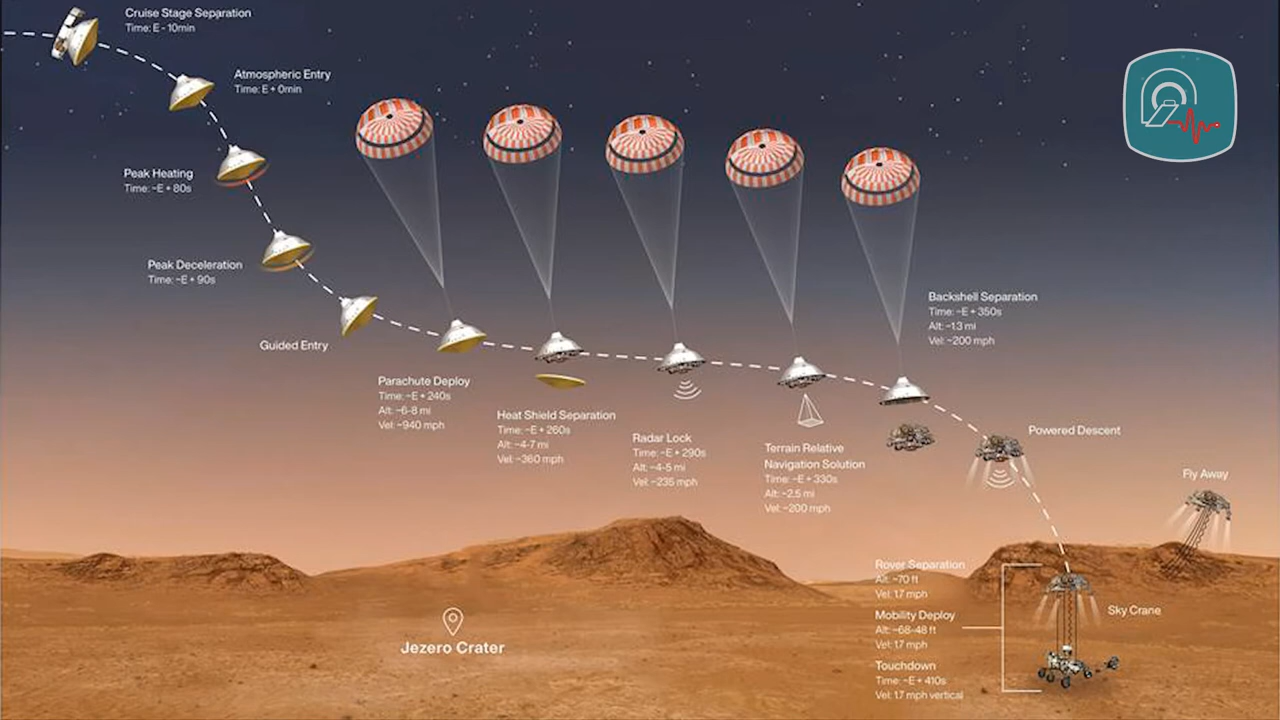 Cruise Stage Separation
Time: E - 10min
Atmospheric Entry
Time: E + 0min
Peak Heating
Time: ~E + 80s
Peak Deceleration
Time: ~E + 90s
Guided Entry
Parachute Deploy
Time: ~E + 240s
Alt: ~6-8 mi
Vel: ~940 mph
Heat Shield Separation
Time: ~E + 260s
Alt: ~4-7 mi
Vel: ~360 mph
Radar Lock
Time: ~E + 290s
Alt: ~4-5 mi
Vel: ~235 mph
Terrain Relative
Navigation Solution
Time: ~E + 330s
Alt: ~2.5 mi
Vel: ~200 mph
Backshell Separation
Time: ~E + 350s
Alt: ~1.3 mi
Vel: ~200 mph
Powered Descent
Fly Away
Rover Separation
Alt: ~70 ft
Vel: 1.7 mph
Mobility Deploy
Alt: ~68-48 ft
Vel: 1.7 mph
Touchdown
Time: ~E + 410s
Vel: 1.7 mph vertical
Sky Crane
Jezero Crater